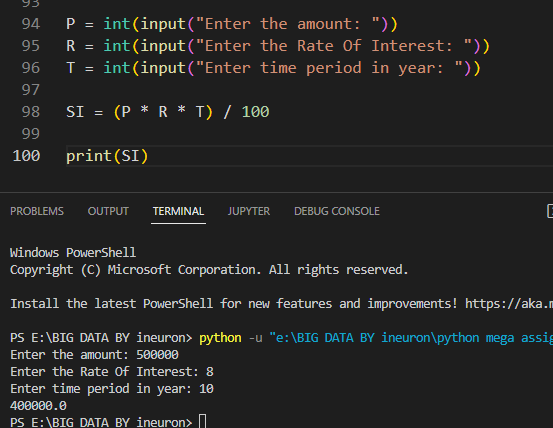 93
94 P = int(input("Enter the amount: "))
95 R = int(input("Enter the Rate Of Interest: "))
96 T = int(input("Enter time period in year: "))
97
98 SI = (P * R * T) / 100
99
100 print(SI)
PROBLEMS OUTPUT TERMINAL JUPYTER DEBUG CONSOLE
Windows PowerShell
Copyright (C) Microsoft Corporation. All rights reserved.
Install the latest PowerShell for new features and improvements! https://aka.m
PS E:\BIG DATA BY ineuron> python -u "e:\BIG DATA BY ineuron\python mega assig
Enter the amount: 500000
Enter the Rate Of Interest: 8
Enter time period in year: 10
400000.0
PS E:\BIG DATA BY ineuron>